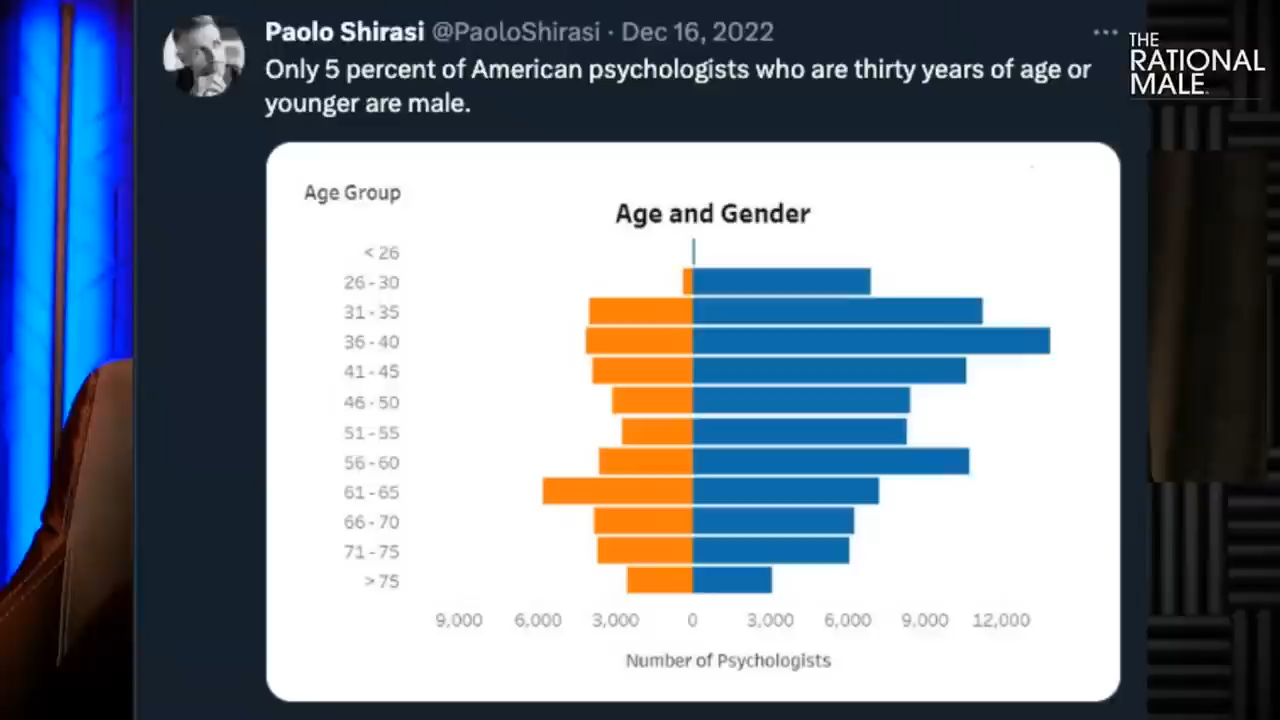 Paolo Shirasi @PaoloShirasi · Dec 16, 2022
Only 5 percent of American psychologists who are thirty years of age or
younger are male.
THE
RATIONAL
MALE.
Age Group
Age and Gender
< 26
26 - 30
31 - 35
36 - 40
41 - 45
46 - 50
51 - 55
56 - 60
61 - 65
66 - 70
71 - 75
> 75
9,000 6,000 3,000 0 3,000 6,000 9,000 12,000
Number of Psychologists